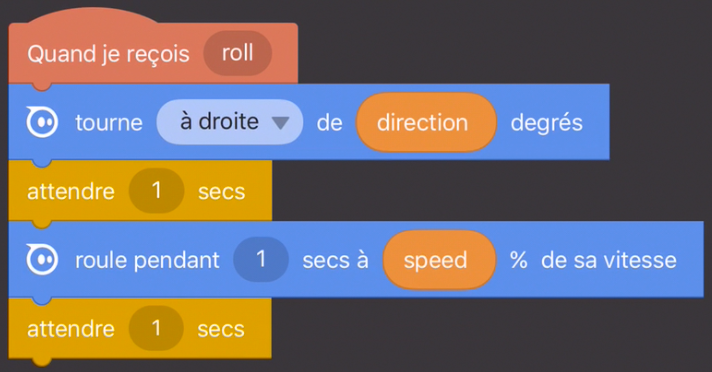 Quand je reçois roll
tourne à droite de direction degrés
attendre 1 secs
roule pendant 1 secs à speed % de sa vitesse
attendre 1 secs